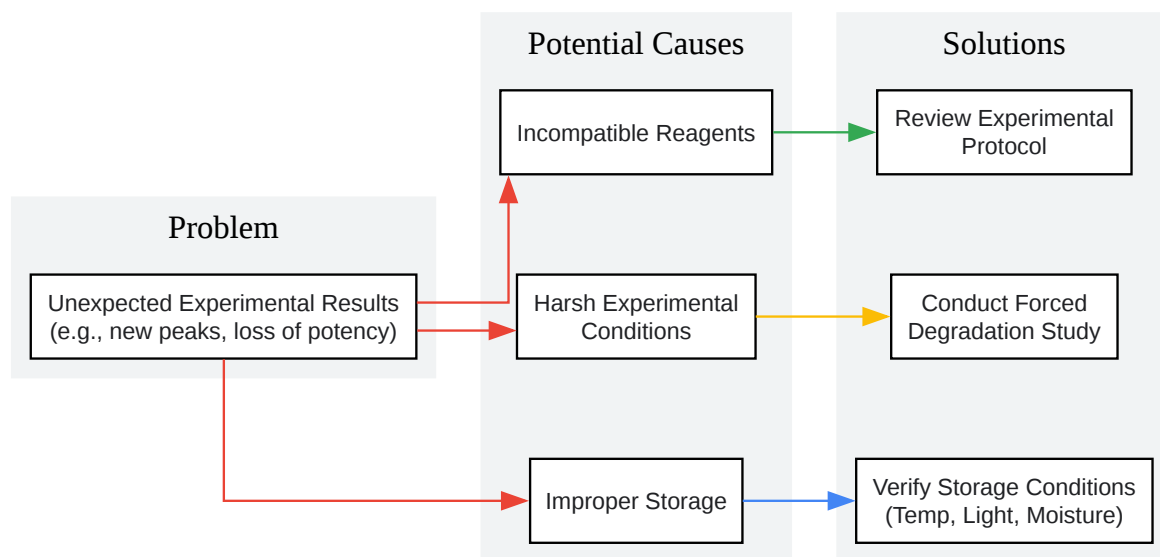 Potential Causes
Solutions
Incompatible Reagents
Review Experimental
Protocol
Problem
Unexpected Experimental Results
(e.g., new peaks, loss of potency)
Harsh Experimental
Conditions
Conduct Forced
Degradation Study
Improper Storage
Verify Storage Conditions
(Temp, Light, Moisture)